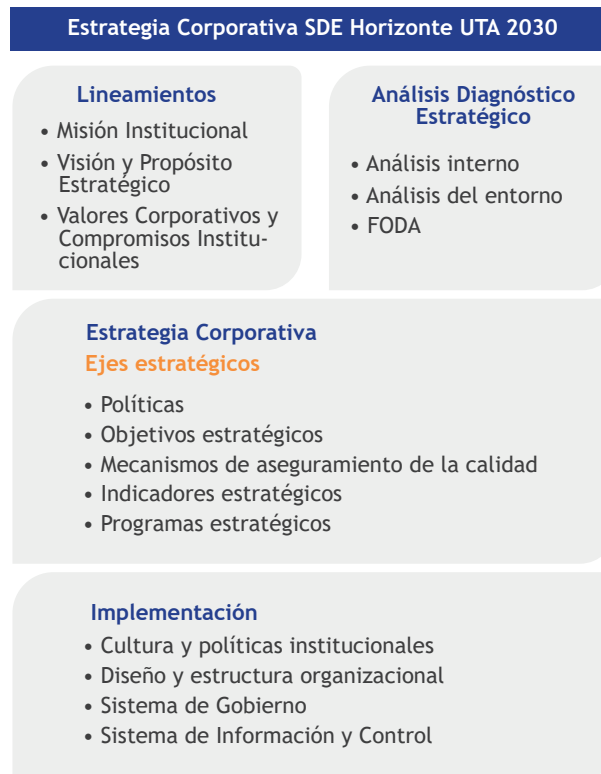 Estrategia Corporativa SDE Horizonte UTA 2030
Lineamientos
• Misión Institucional
• Visión y Propósito
Estratégico
• Valores Corporativos y
Compromisos Institu-
cionales
Análisis Diagnóstico
Estratégico
• Análisis interno
• Análisis del entorno
• FODA
Estrategia Corporativa
Ejes estratégicos
• Políticas
• Objetivos estratégicos
• Mecanismos de aseguramiento de la calidad
• Indicadores estratégicos
• Programas estratégicos
Implementación
• Cultura y políticas institucionales
• Diseño y estructura organizacional
• Sistema de Gobierno
• Sistema de Información y Control